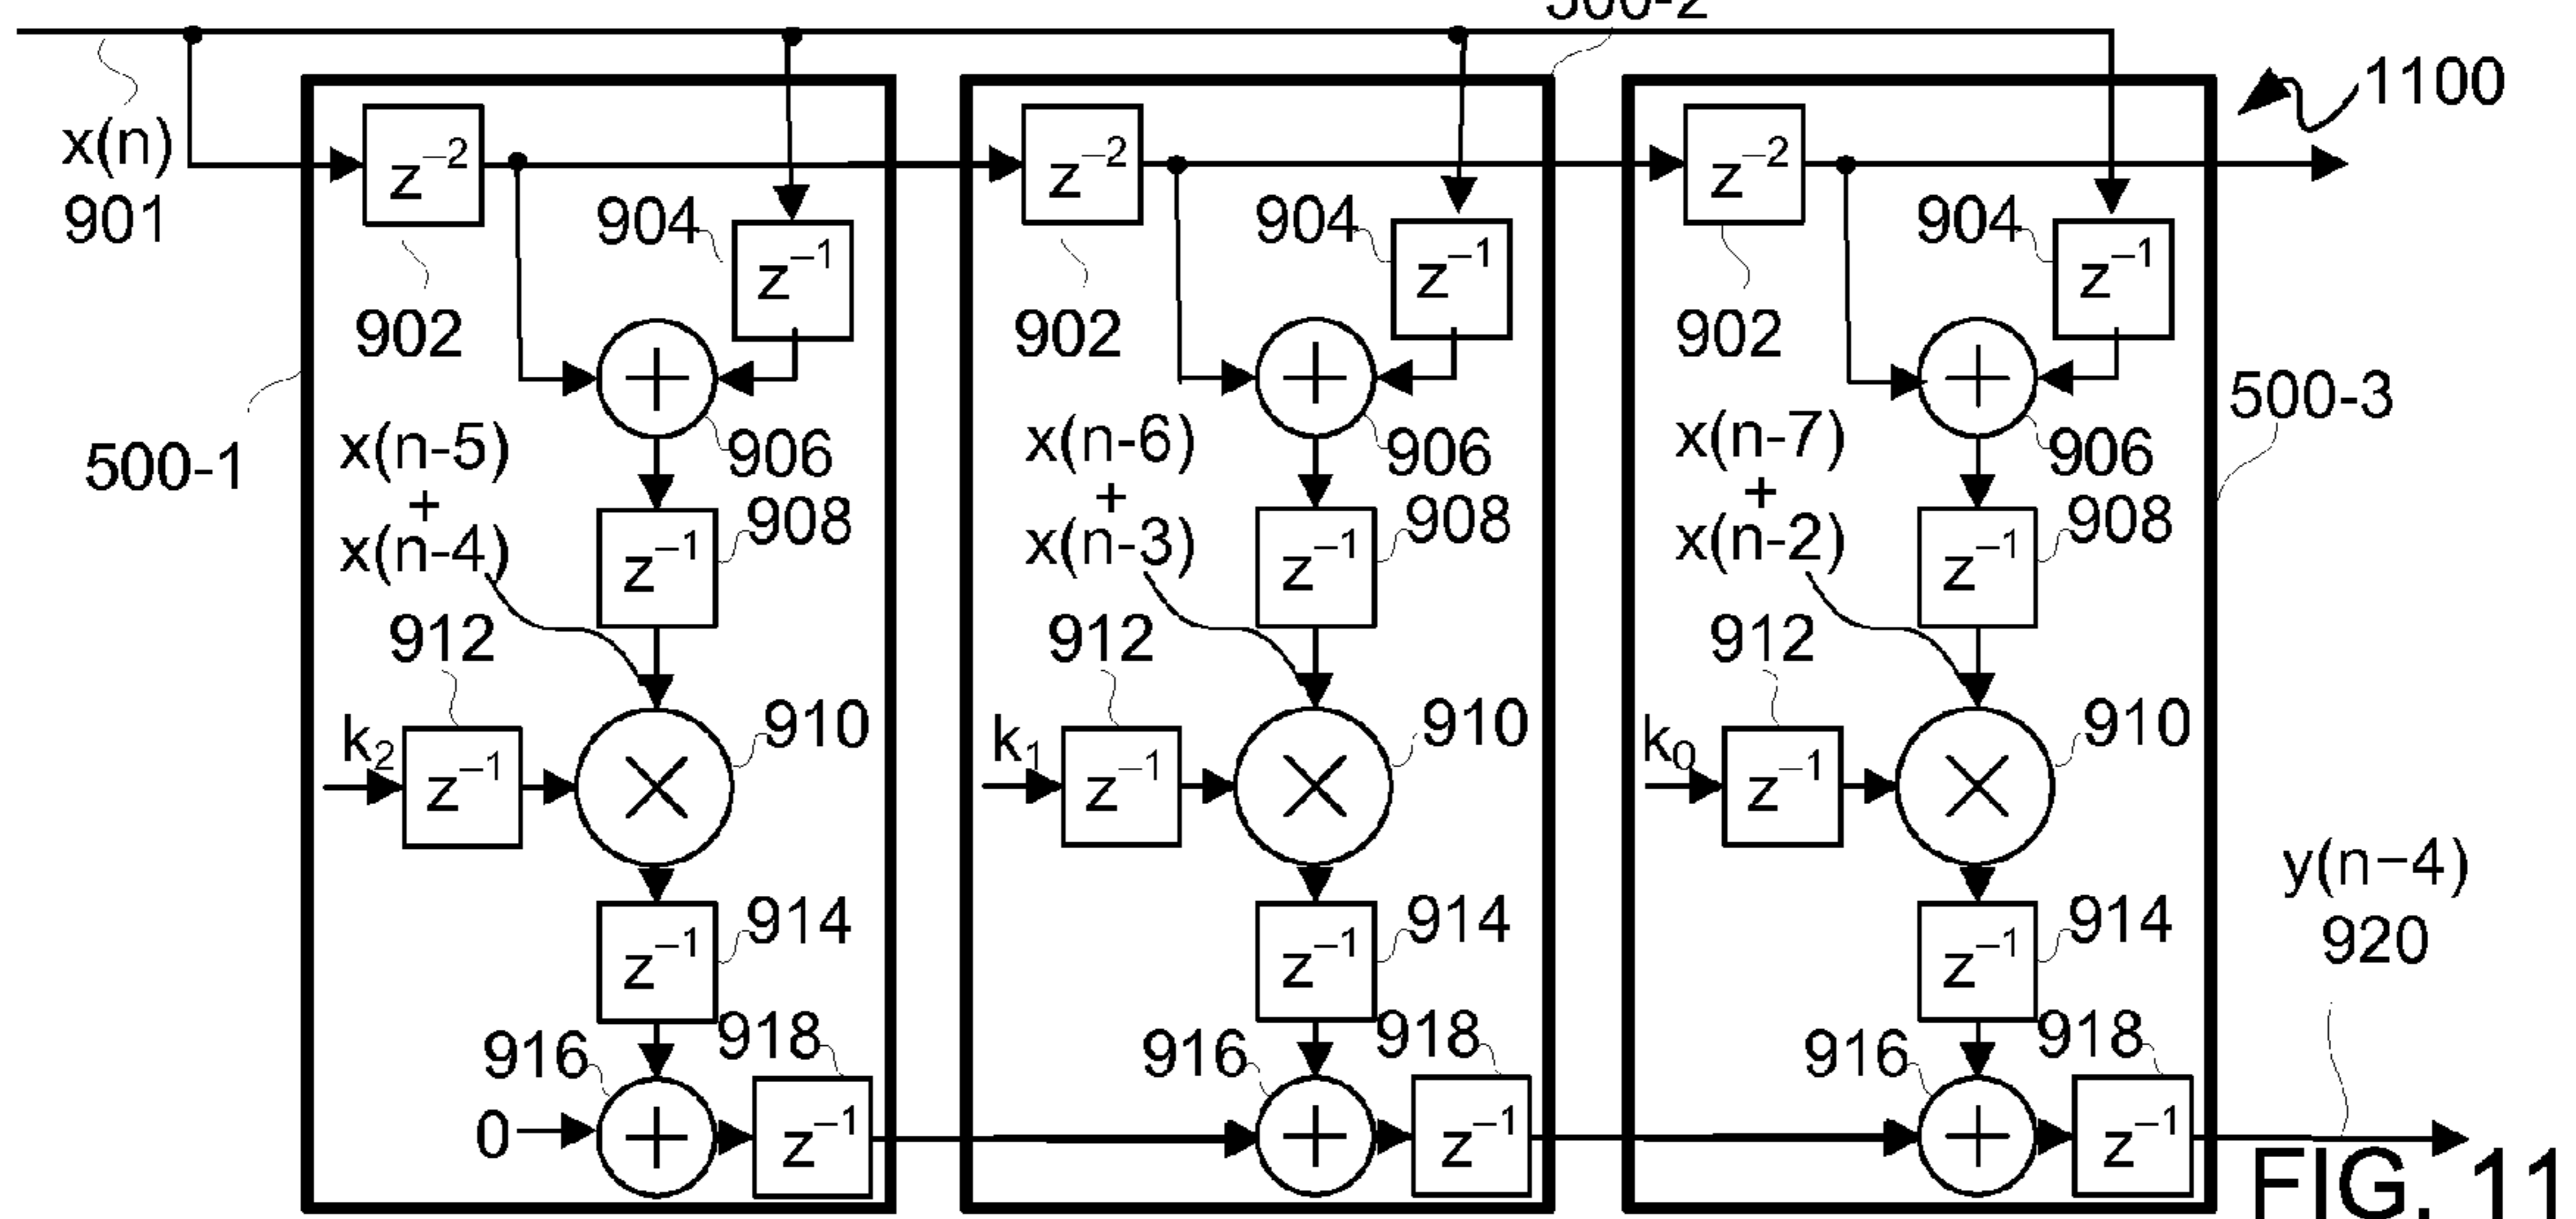 500-2
1100
x(n)
901
z⁻²
902
904
z⁻¹
+
906
x(n-5)
+
x(n-4)
500-1
z⁻¹
908
912
k₂
z⁻¹
×
910
z⁻¹
914
916
0
+
918
z⁻¹
z⁻²
902
904
z⁻¹
+
906
x(n-6)
+
x(n-3)
z⁻¹
908
912
k₁
z⁻¹
×
910
z⁻¹
914
916
+
918
z⁻¹
z⁻²
902
904
z⁻¹
+
906
x(n-7)
+
x(n-2)
500-3
z⁻¹
908
912
k₀
z⁻¹
×
910
z⁻¹
914
916
+
918
z⁻¹
y(n−4)
920
FIG. 11